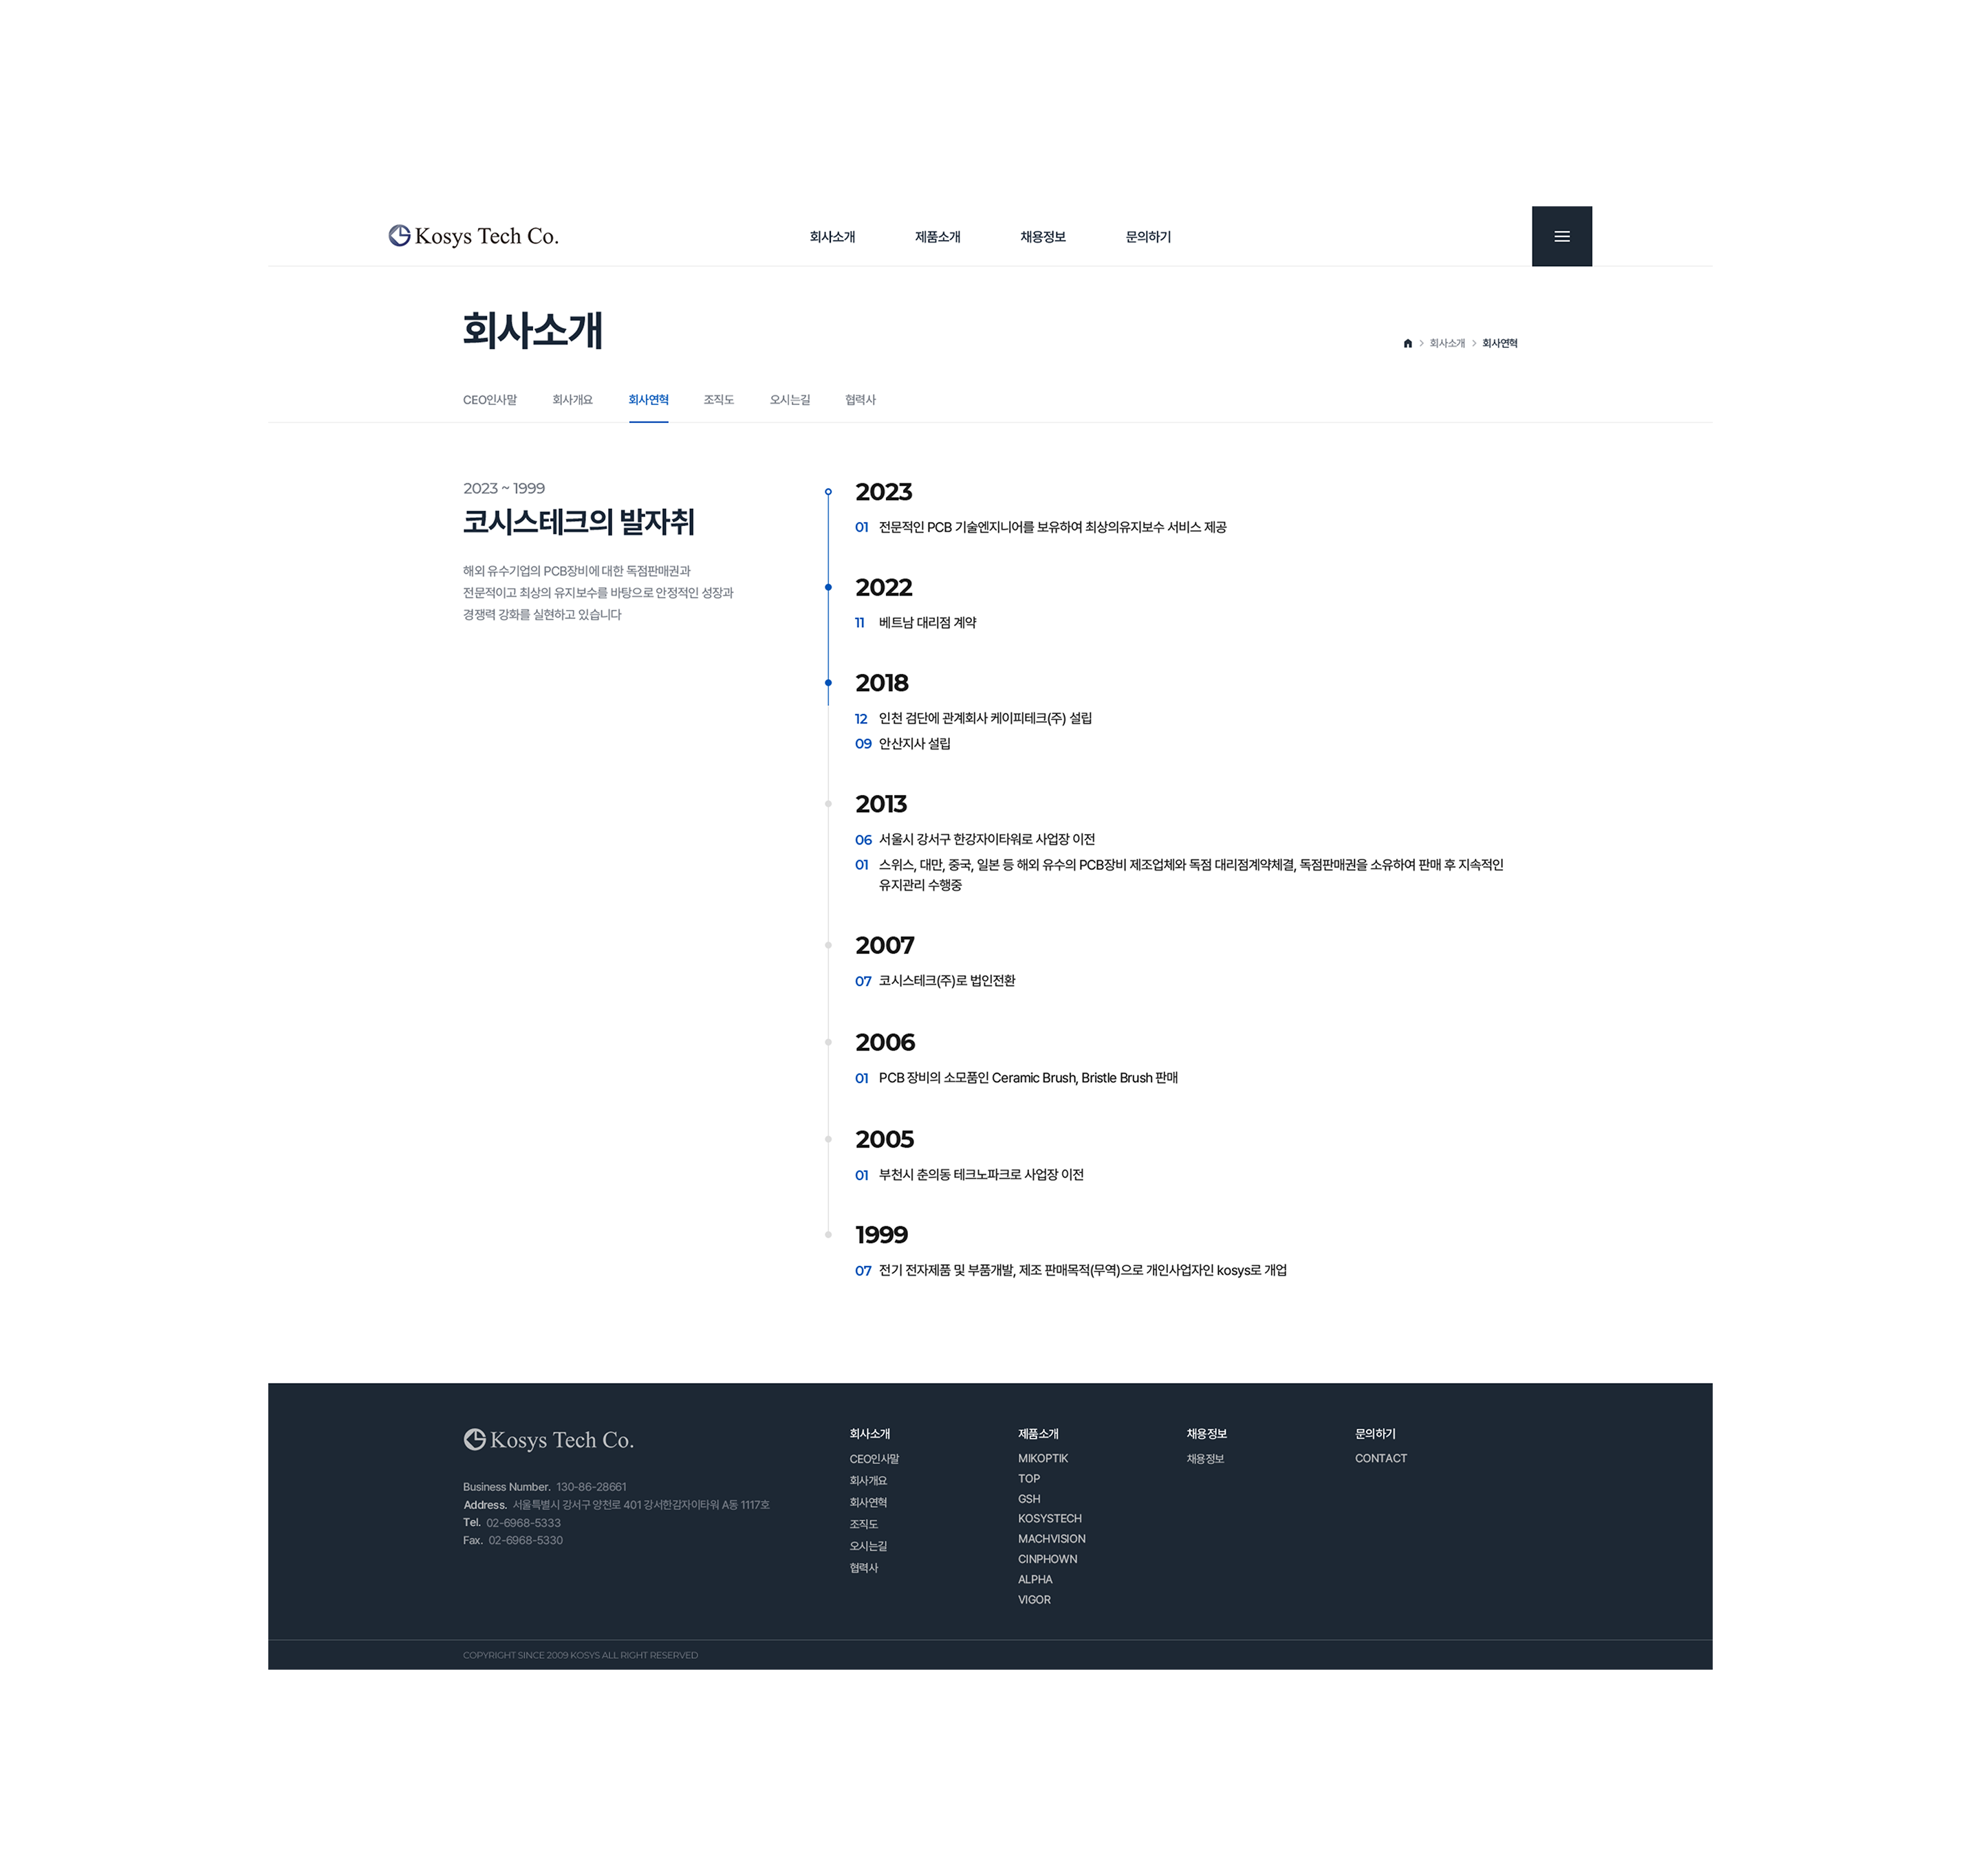 Kosys Tech Co.
회사소개 제품소개 채용정보 문의하기
회사소개
회사소개 회사연혁
CEO인사말 회사개요 회사연혁 조직도 오시는길 협력사
2023 ~ 1999
코시스테크의 발자취
해외 유수기업의 PCB장비에 대한 독점판매권과
전문적이고 최상의 유지보수를 바탕으로 안정적인 성장과
경쟁력 강화를 실현하고 있습니다
2023
01 전문적인 PCB 기술엔지니어를 보유하여 최상의유지보수 서비스 제공
2022
11 베트남 대리점 계약
2018
12 인천 검단에 관계회사 케이피테크(주) 설립
09 안산지사 설립
2013
06 서울시 강서구 한강자이타워로 사업장 이전
01 스위스, 대만, 중국, 일본 등 해외 유수의 PCB장비 제조업체와 독점 대리점계약체결, 독점판매권을 소유하여 판매 후 지속적인
유지관리 수행중
2007
07 코시스테크(주)로 법인전환
2006
01 PCB 장비의 소모품인 Ceramic Brush, Bristle Brush 판매
2005
01 부천시 춘의동 테크노파크로 사업장 이전
1999
07 전기 전자제품 및 부품개발, 제조 판매목적(무역)으로 개인사업자인 kosys로 개업
Kosys Tech Co.
Business Number. 130-86-28661
Address. 서울특별시 강서구 양천로 401 강서한감자이타워 A동 1117호
Tel. 02-6968-5333
Fax. 02-6968-5330
회사소개
CEO인사말
회사개요
회사연혁
조직도
오시는길
협력사
제품소개
MIKOPTIK
TOP
GSH
KOSYSTECH
MACHVISION
CINPHOWN
ALPHA
VIGOR
채용정보
채용정보
문의하기
CONTACT
COPYRIGHT SINCE 2009 KOSYS ALL RIGHT RESERVED